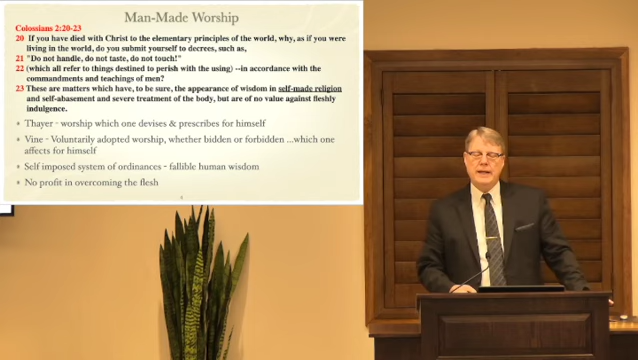 Man-Made Worship
Colossians 2:20-23
20 If you have died with Christ to the elementary principles of the world, why, as if you were
living in the world, do you submit yourself to decrees, such as,
21 "Do not handle, do not taste, do not touch!"
22 (which all refer to things destined to perish with the using) --in accordance with the
commandments and teachings of men?
23 These are matters which have, to be sure, the appearance of wisdom in self-made religion
and self-abasement and severe treatment of the body, but are of no value against fleshly
indulgence.
Thayer - worship which one devises & prescribes for himself
Vine - Voluntarily adopted worship, whether bidden or forbidden ...which one
affects for himself
Self imposed system of ordinances - fallible human wisdom
No profit in overcoming the flesh